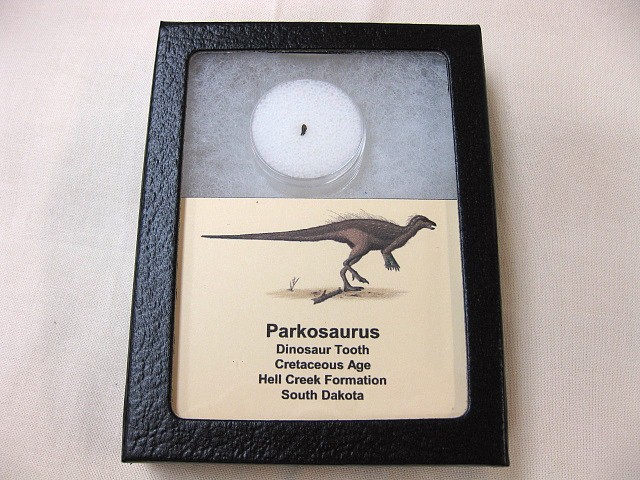 Parkosaurus
Dinosaur Tooth
Cretaceous Age
Hell Creek Formation
South Dakota